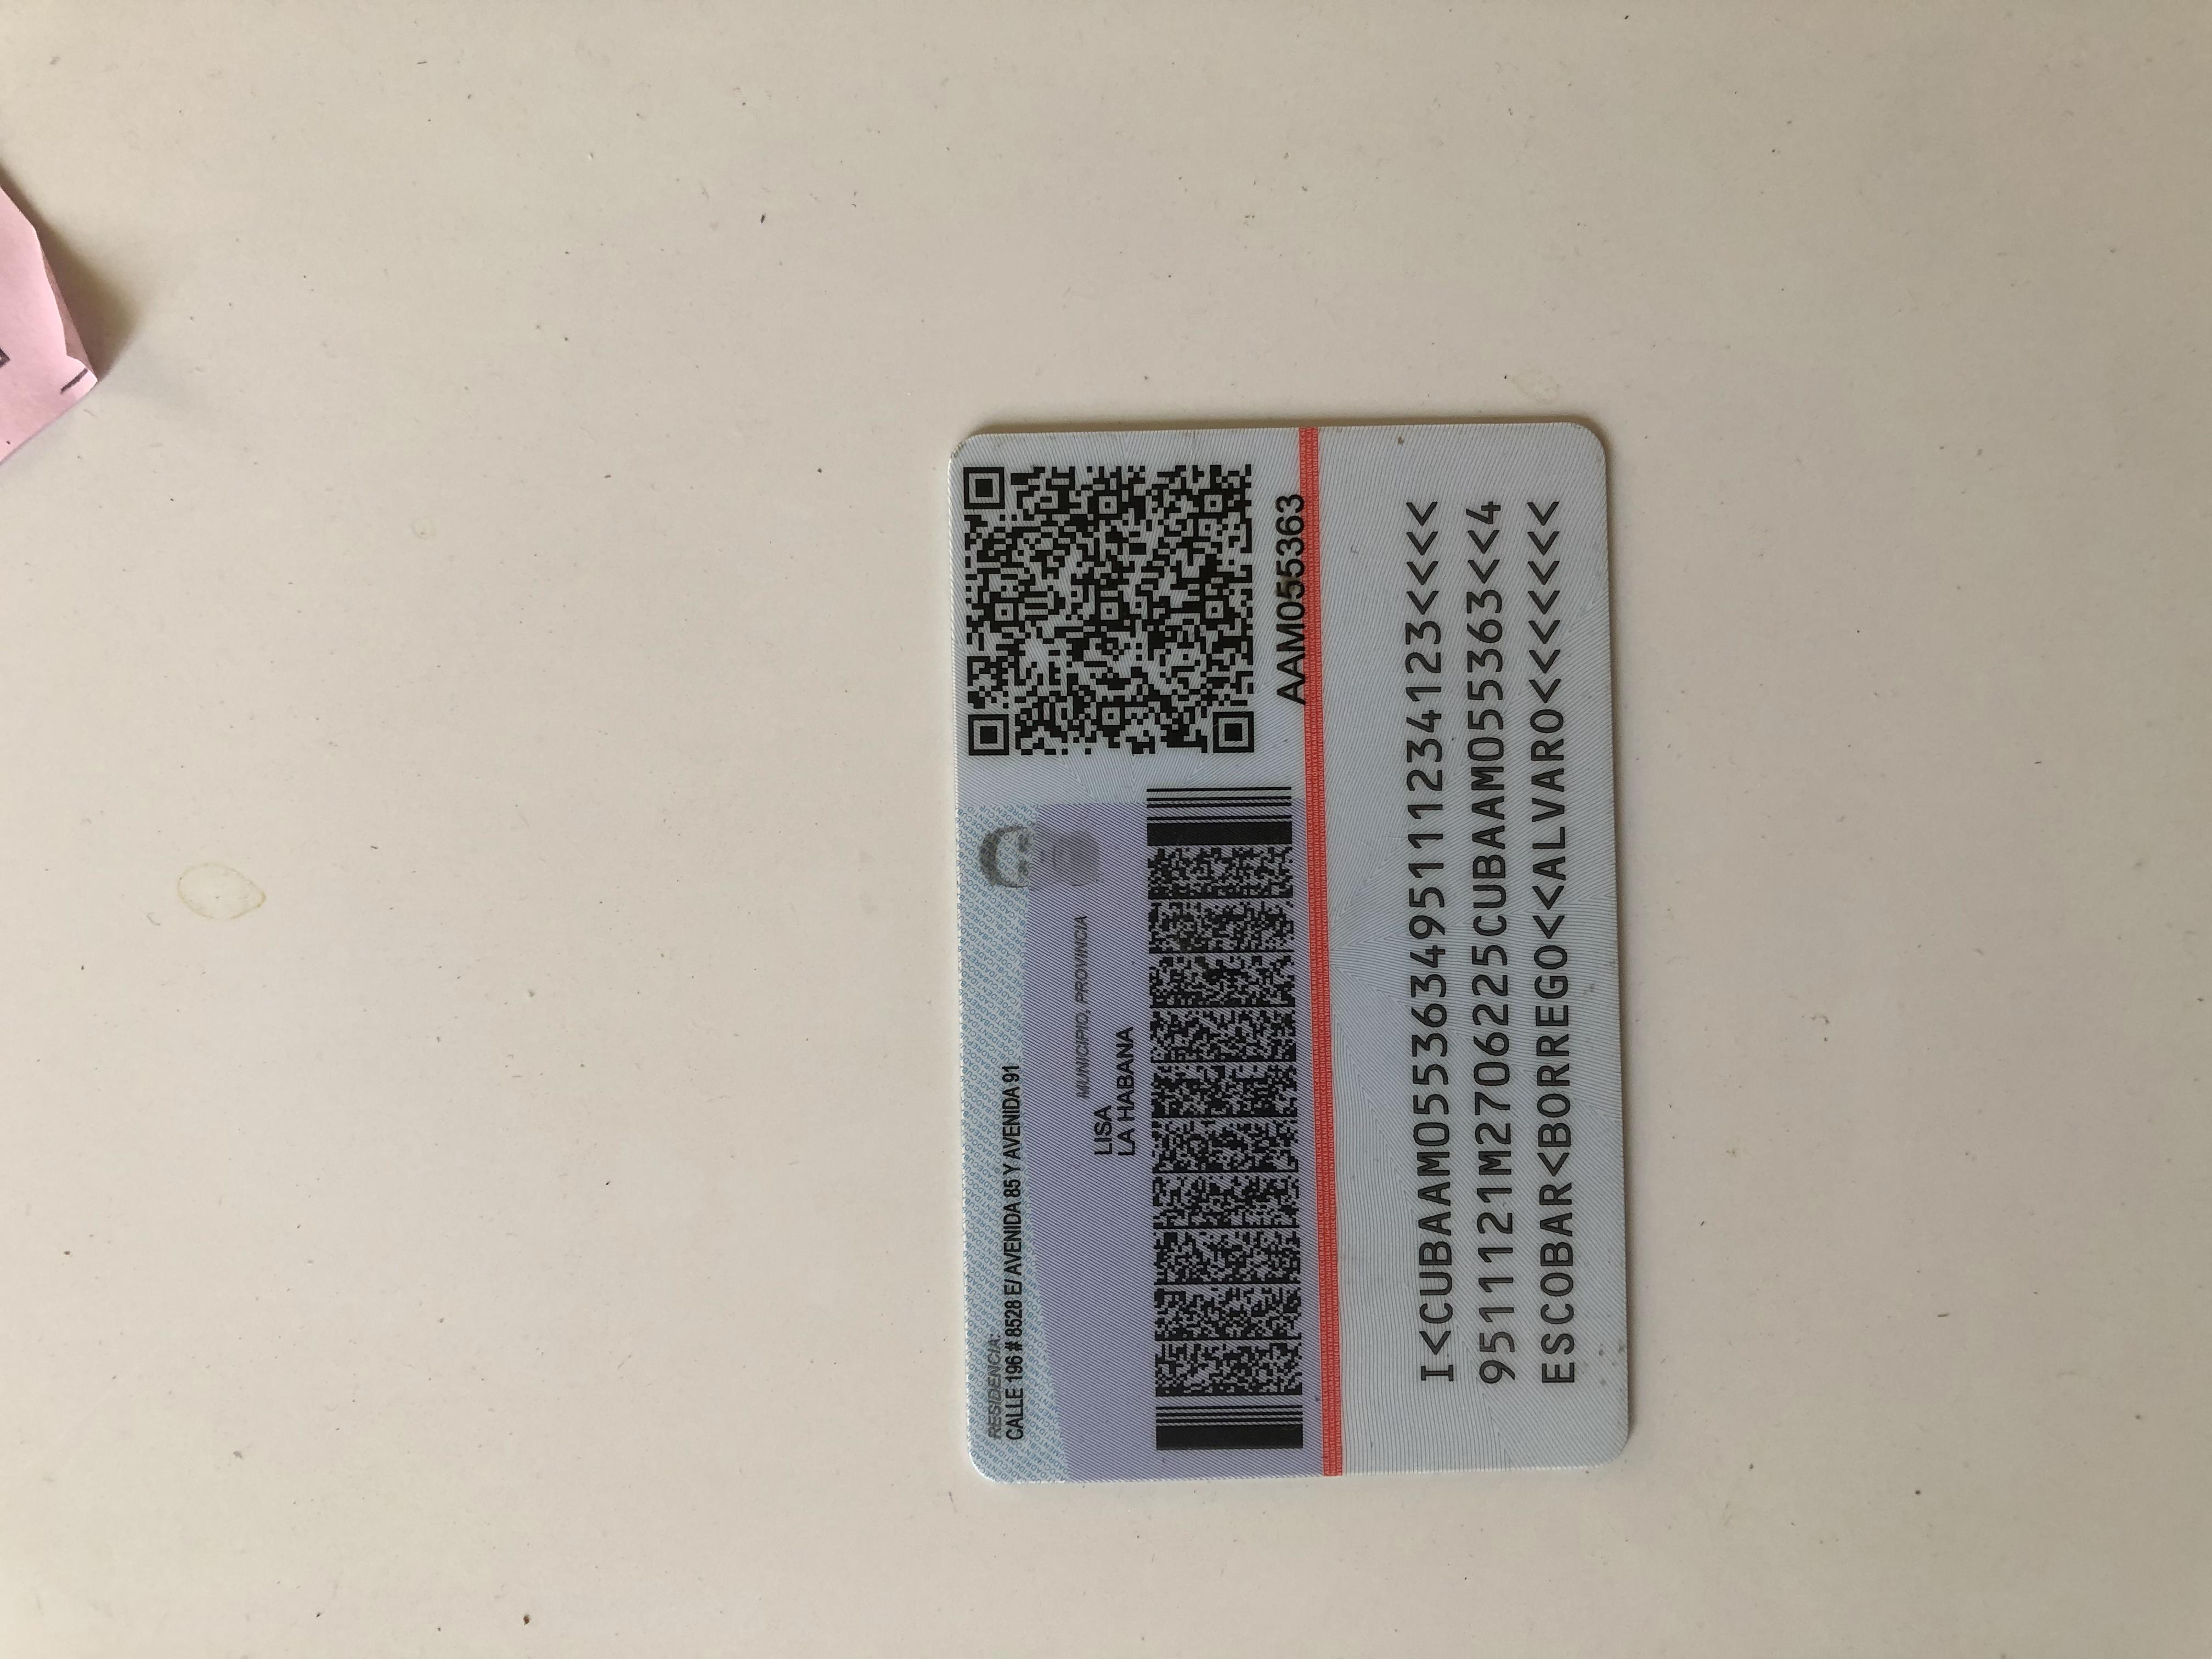 RESIDENCIA:
CALLE 196 # 8528 E/ AVENIDA 85 Y AVENIDA 91
MUNICIPIO, PROVINCIA
LISA
LA HABANA
AAM055363
I<CUBAAM055363495111234123<<<<
9511121M2706225CUBAAM055363<<4
ESCOBAR<BORREGO<<ALVARO<<<<<<<